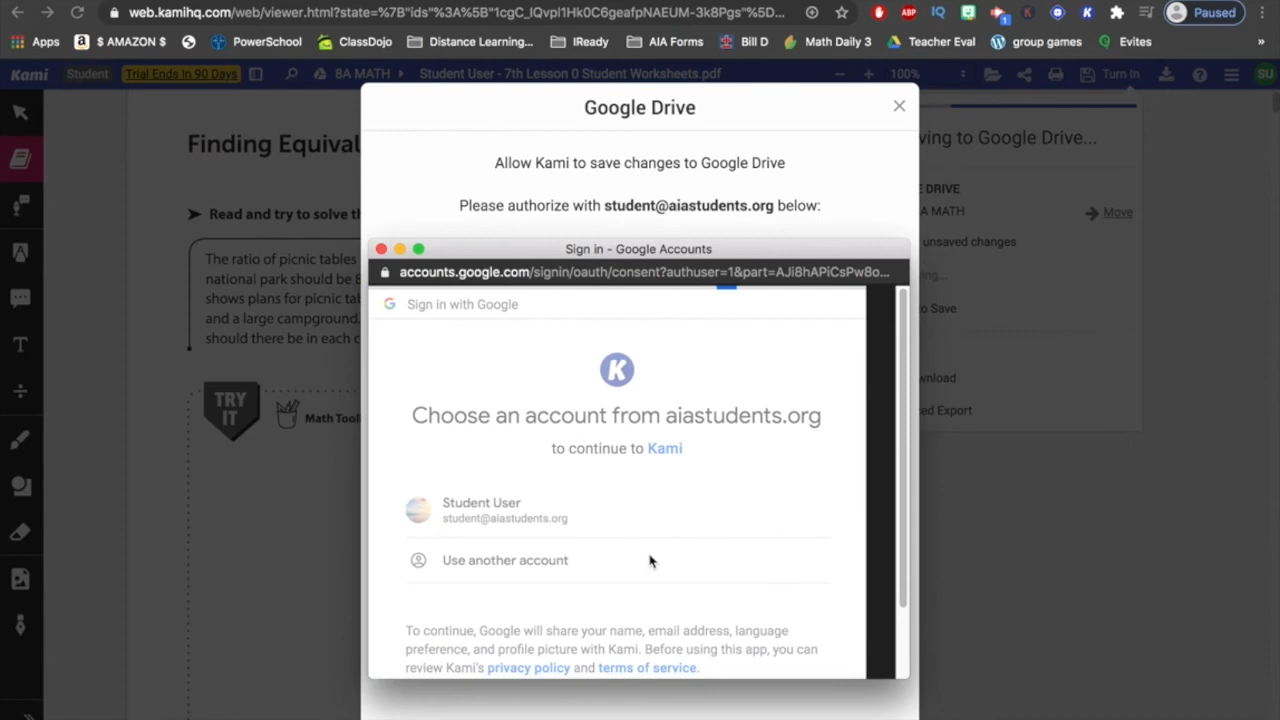 web.kamihq.com/web/viewer.html?state=%7B"ids"%3A%5B"1cgC_IQvpl1Hk0C6geafpNAEUM-3k8Pgs"%5D...
Paused
Apps
$ AMAZON $
PowerSchool
ClassDojo
Distance Learning...
IReady
AIA Forms
Bill D
Math Daily 3
Teacher Eval
group games
Evites
»
Kami Student Trial Ends in 90 Days 8A MATH Student User - 7th Lesson 0 Student Worksheets.pdf 100% Turn In SU
Google Drive
Finding Equival
ving to Google Drive...
Allow Kami to save changes to Google Drive
E DRIVE
Please authorize with student@aiastudents.org below:
A MATH Move
Read and try to solve th
unsaved changes
Sign in - Google Accounts
The ratio of picnic tables
accounts.google.com/signin/oauth/consent?authuser=1&part=AJi8hAPiCsPw8o...
national park should be 8
shows plans for picnic tab
and a large campground.
should there be in each c
Sign in with Google
o Save
wnload
ed Export
TRY
IT
Math Tool
Choose an account from aiastudents.org
to continue to Kami
Student User
student@aiastudents.org
Use another account
To continue, Google will share your name, email address, language
preference, and profile picture with Kami. Before using this app, you can
review Kami's privacy policy and terms of service.